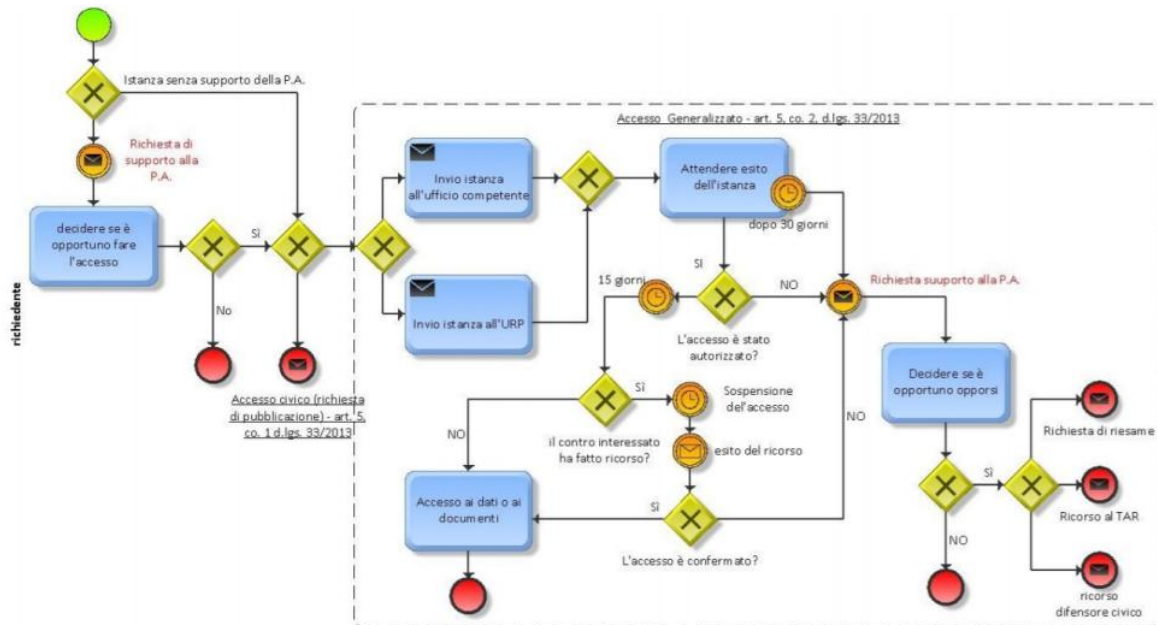 Istanza senza supporto della P.A.
Richiesta di
supporto alla
P.A.
decidere se è
opportuno fare
l'accesso
Sì
No
Accesso civico (richiesta
di pubblicazione) - art. 5,
co. 1 d.lgs. 33/2013
richiedente
Accesso Generalizzato - art. 5, co. 2, d.lgs. 33/2013
Invio istanza
all'ufficio competente
Invio istanza all'URP
Attendere esito
dell'istanza
dopo 30 giorni
SI
NO
15 giorni
L'accesso è stato
autorizzato?
Richiesta suuporto alla P.A.
Sì
Sospensione
del'accesso
NO
il contro interessato
ha fatto ricorso?
esito del ricorso
NO
Accesso ai dati o ai
documenti
Sì
L'accesso è confermato?
Decidere se è
opportuno opporsi
Sì
NO
Richiesta di riesame
Ricorso al TAR
ricorso
difensore civico